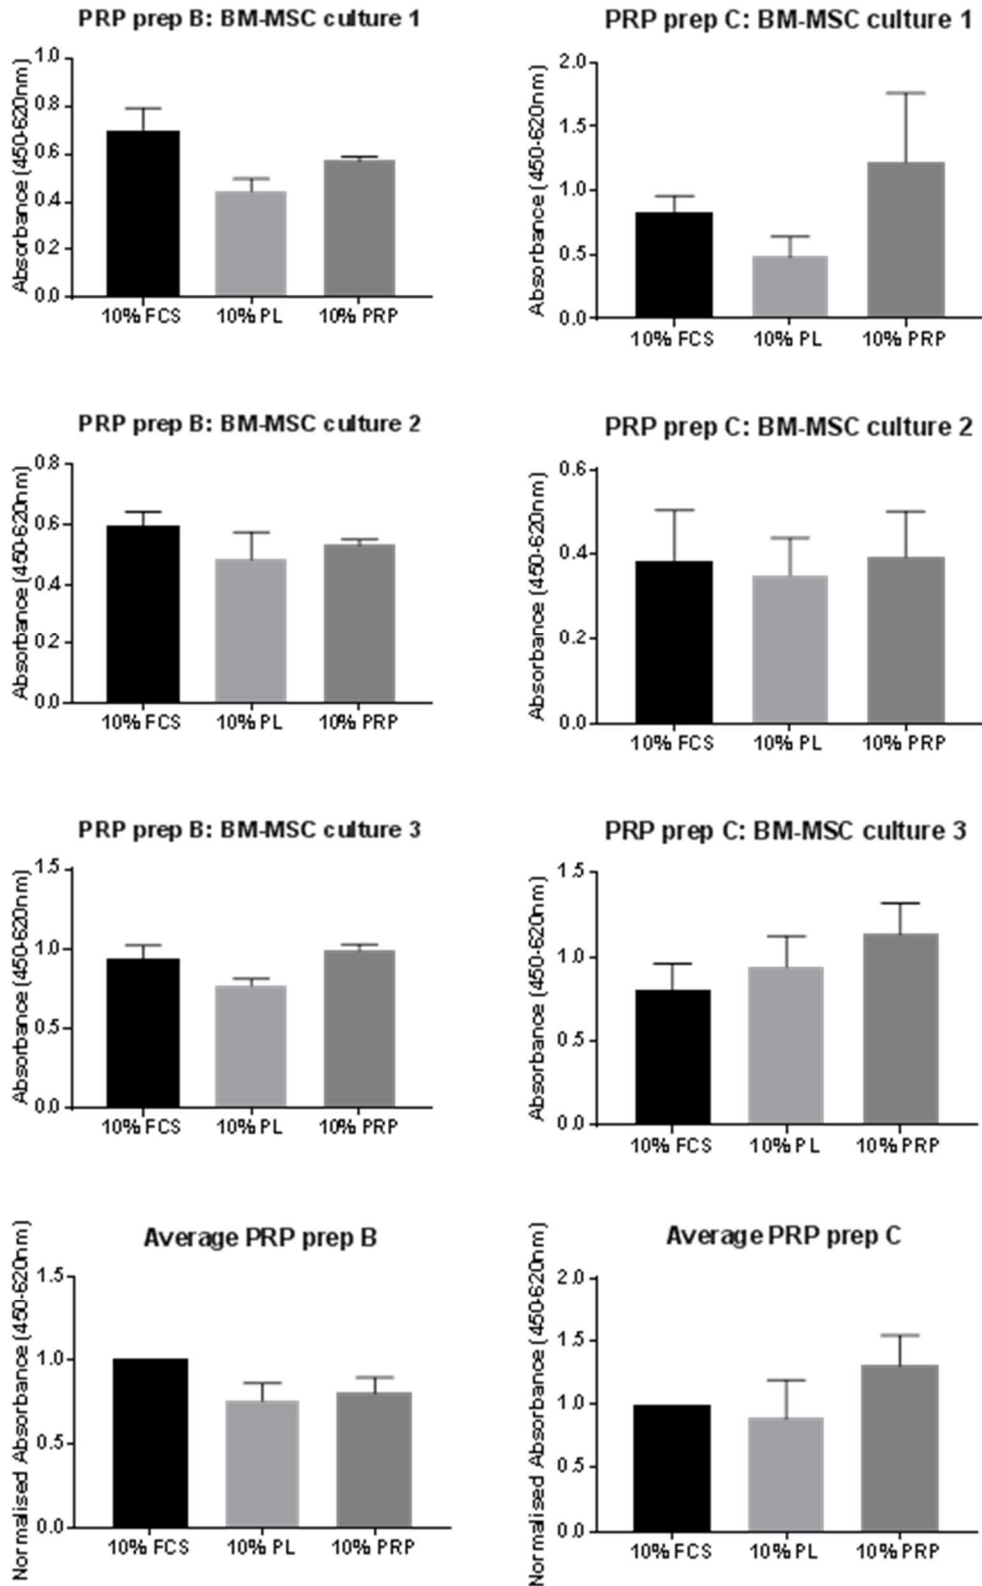 PRP prep B: BM-MSC culture 1
Absorbance (450-620nm)
1.0
0.8
0.6
0.4
0.2
0.0
10% FCS 10% PL 10% PRP
PRP prep C: BM-MSC culture 1
Absorbance (450-620nm)
2.0
1.5
1.0
0.5
0.0
10% FCS 10% PL 10% PRP
PRP prep B: BM-MSC culture 2
Absorbance (450-620nm)
0.8
0.6
0.4
0.2
0.0
10% FCS 10% PL 10% PRP
PRP prep C: BM-MSC culture 2
Absorbance (450-620nm)
0.6
0.4
0.2
0.0
10% FCS 10% PL 10% PRP
PRP prep B: BM-MSC culture 3
Absorbance (450-620nm)
1.5
1.0
0.5
0.0
10% FCS 10% PL 10% PRP
PRP prep C: BM-MSC culture 3
Absorbance (450-620nm)
1.5
1.0
0.5
0.0
10% FCS 10% PL 10% PRP
Average PRP prep B
Normalised Absorbance (450-620nm)
1.5
1.0
0.5
0.0
10% FCS 10% PL 10% PRP
Average PRP prep C
Normalised Absorbance (450-620nm)
2.0
1.5
1.0
0.5
0.0
10% FCS 10% PL 10% PRP